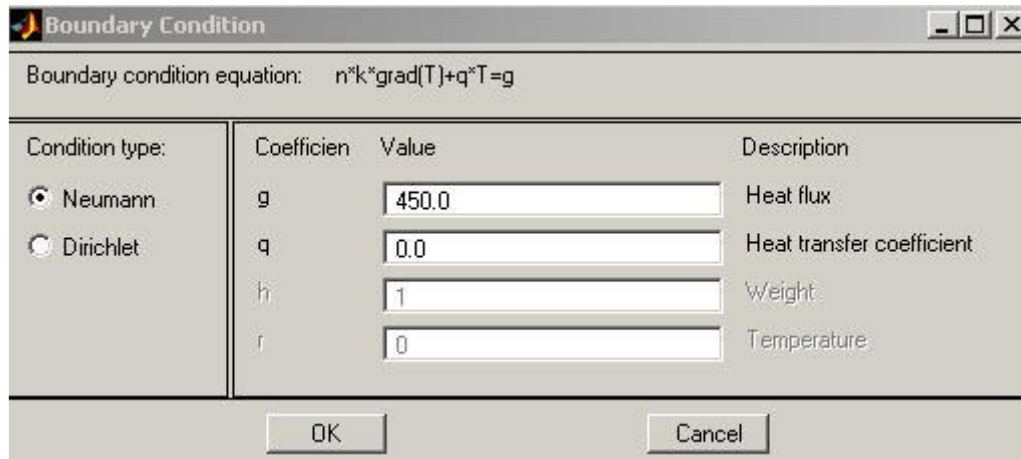 Boundary Condition
Boundary condition equation: n*k*grad(T)+q*T=g
Condition type:
Coefficien Value Description
Neumann
g 450.0 Heat flux
Dirichlet
q 0.0 Heat transfer coefficient
h 1 Weight
r 0 Temperature
OK Cancel